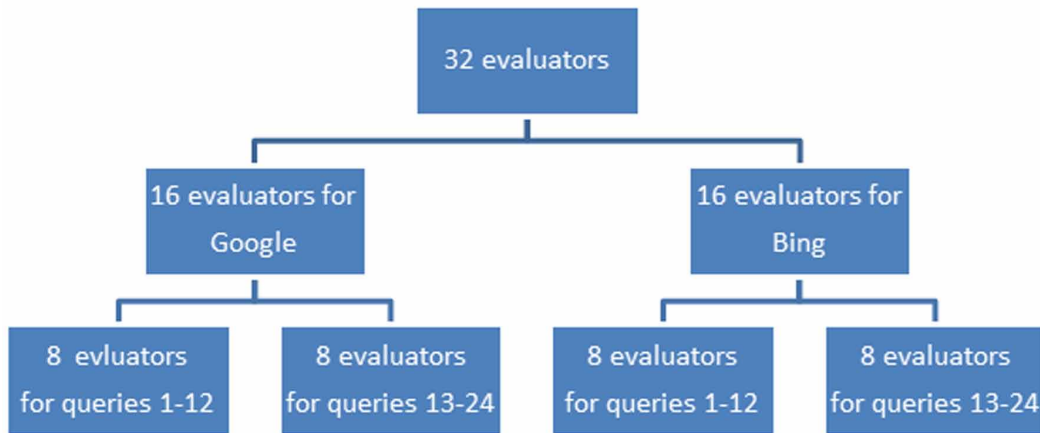 32 evaluators
16 evaluators for
Google
16 evaluators for
Bing
8 evluators
for queries 1-12
8 evaluators
for queries 13-24
8 evaluators
for queries 1-12
8 evaluators
for queries 13-24